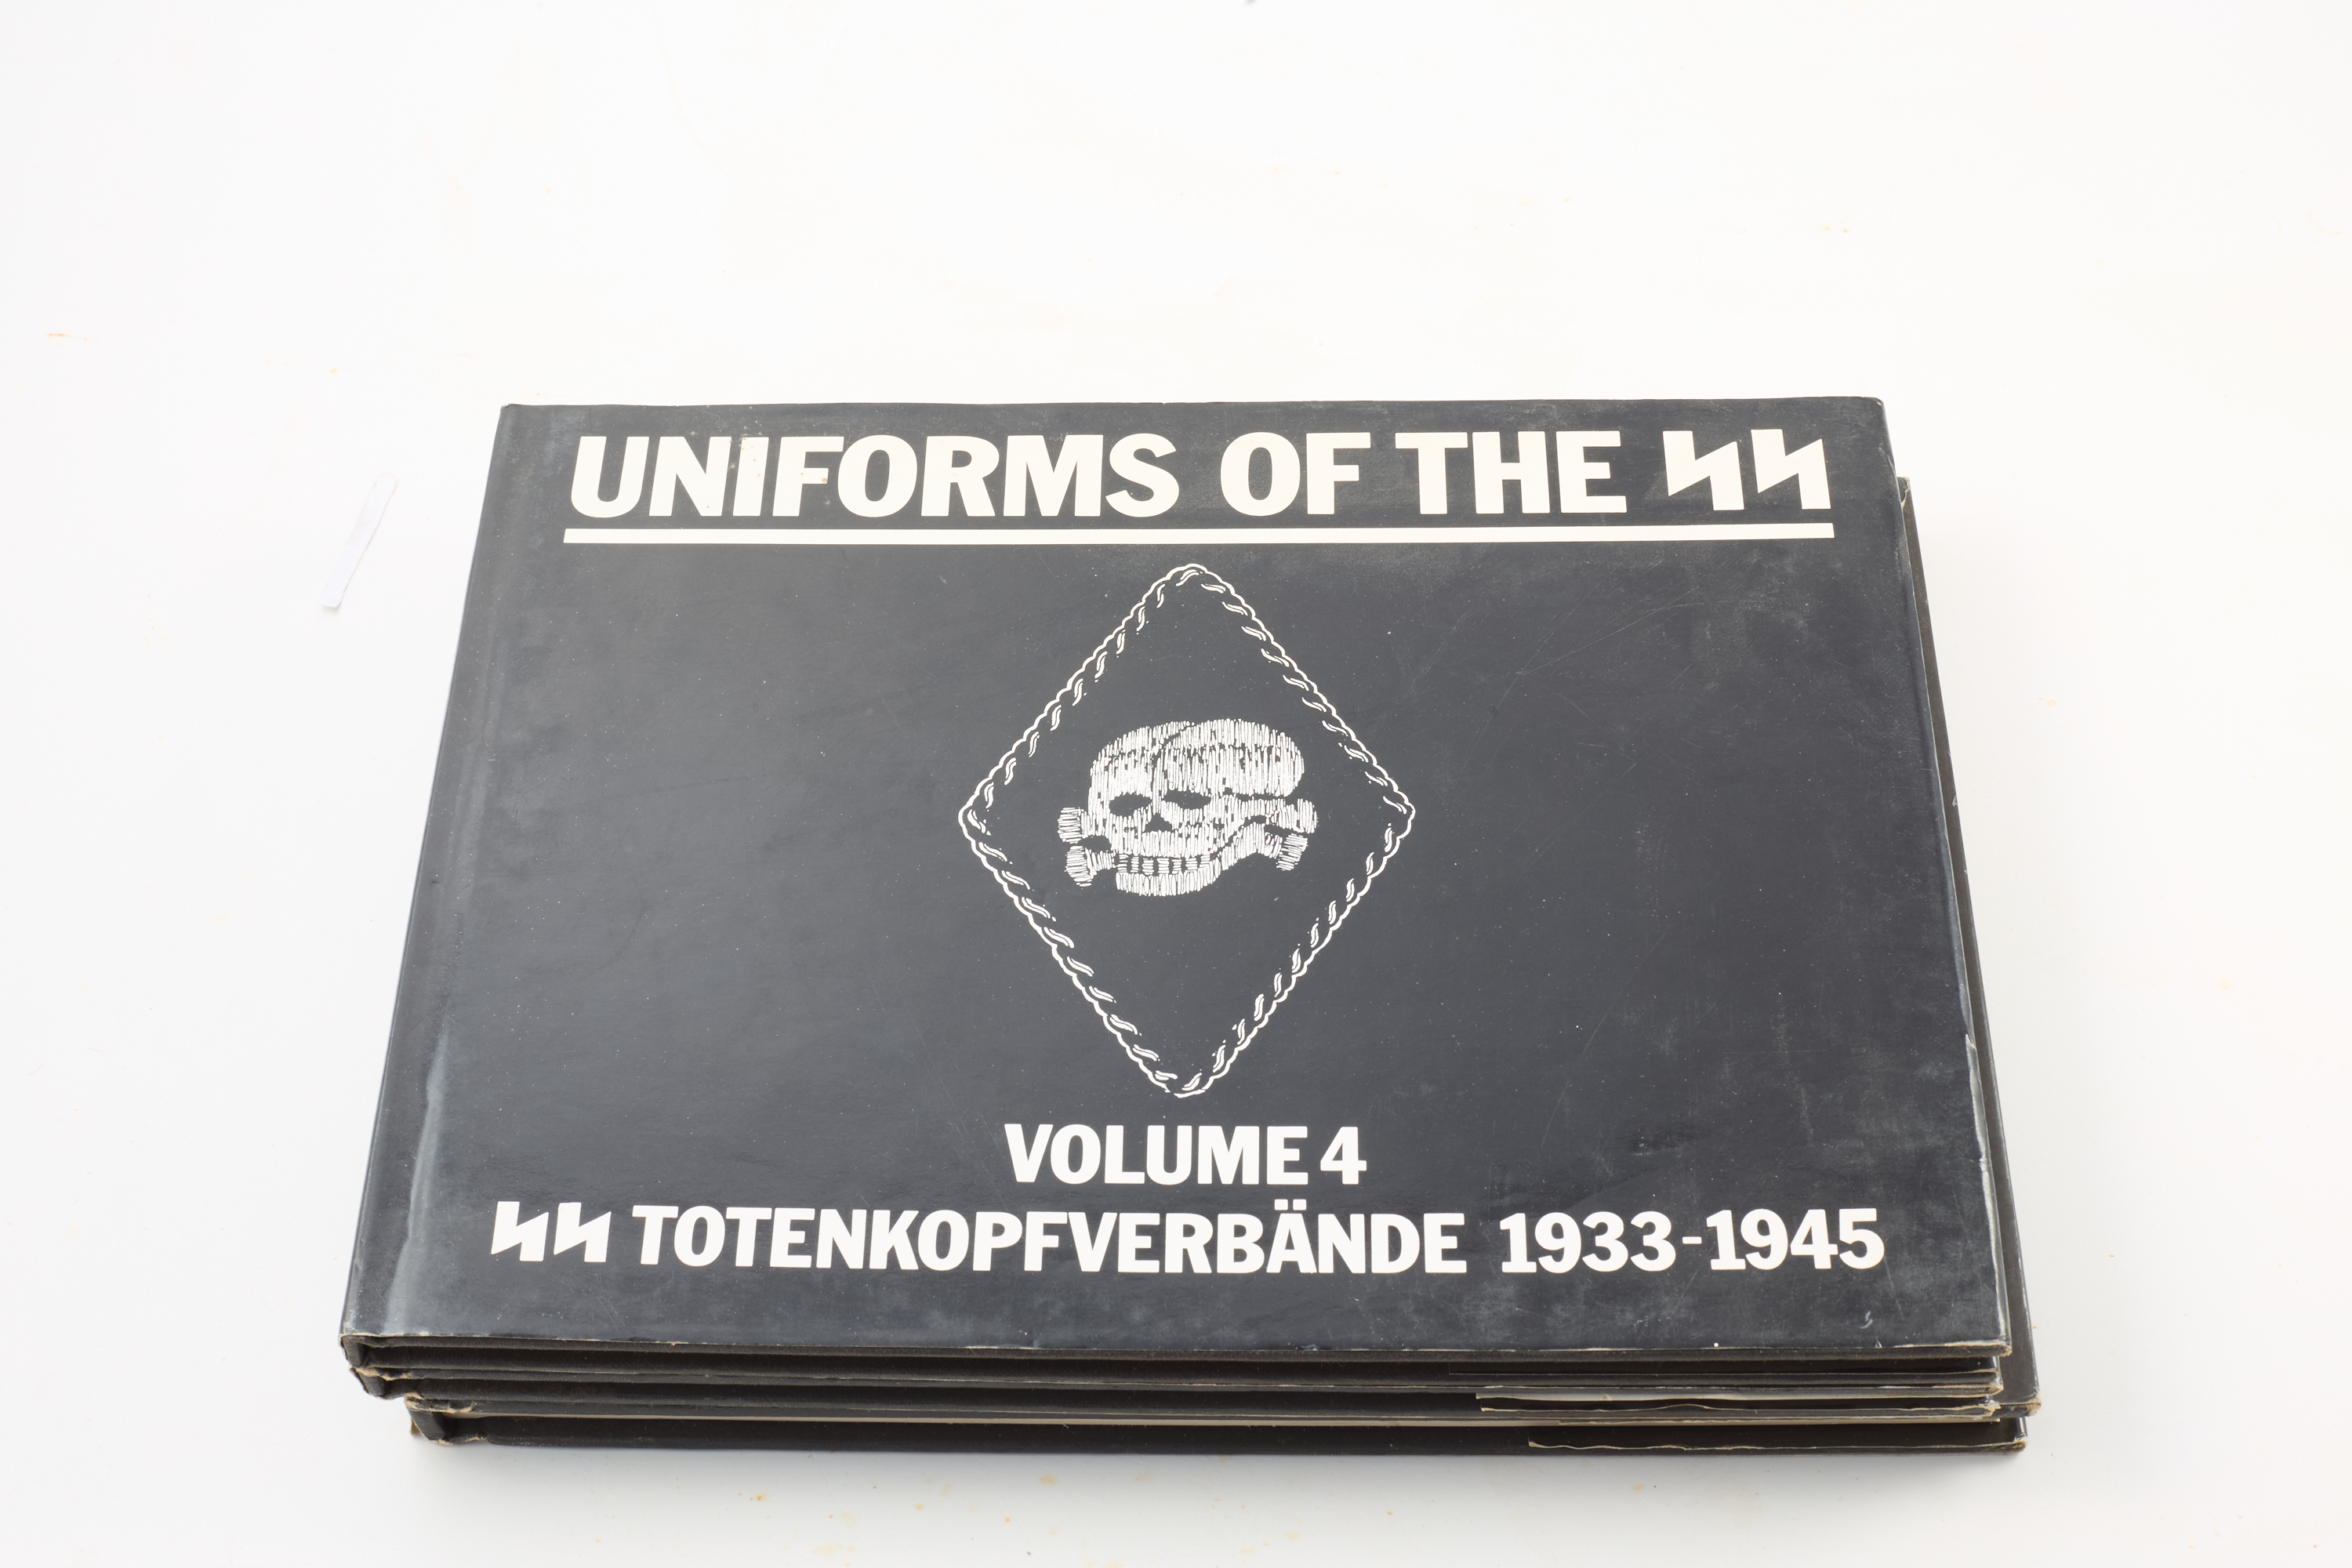 UNIFORMS OF THE SS
VOLUME 4
SS TOTENKOPFVERBÄNDE 1933-1945